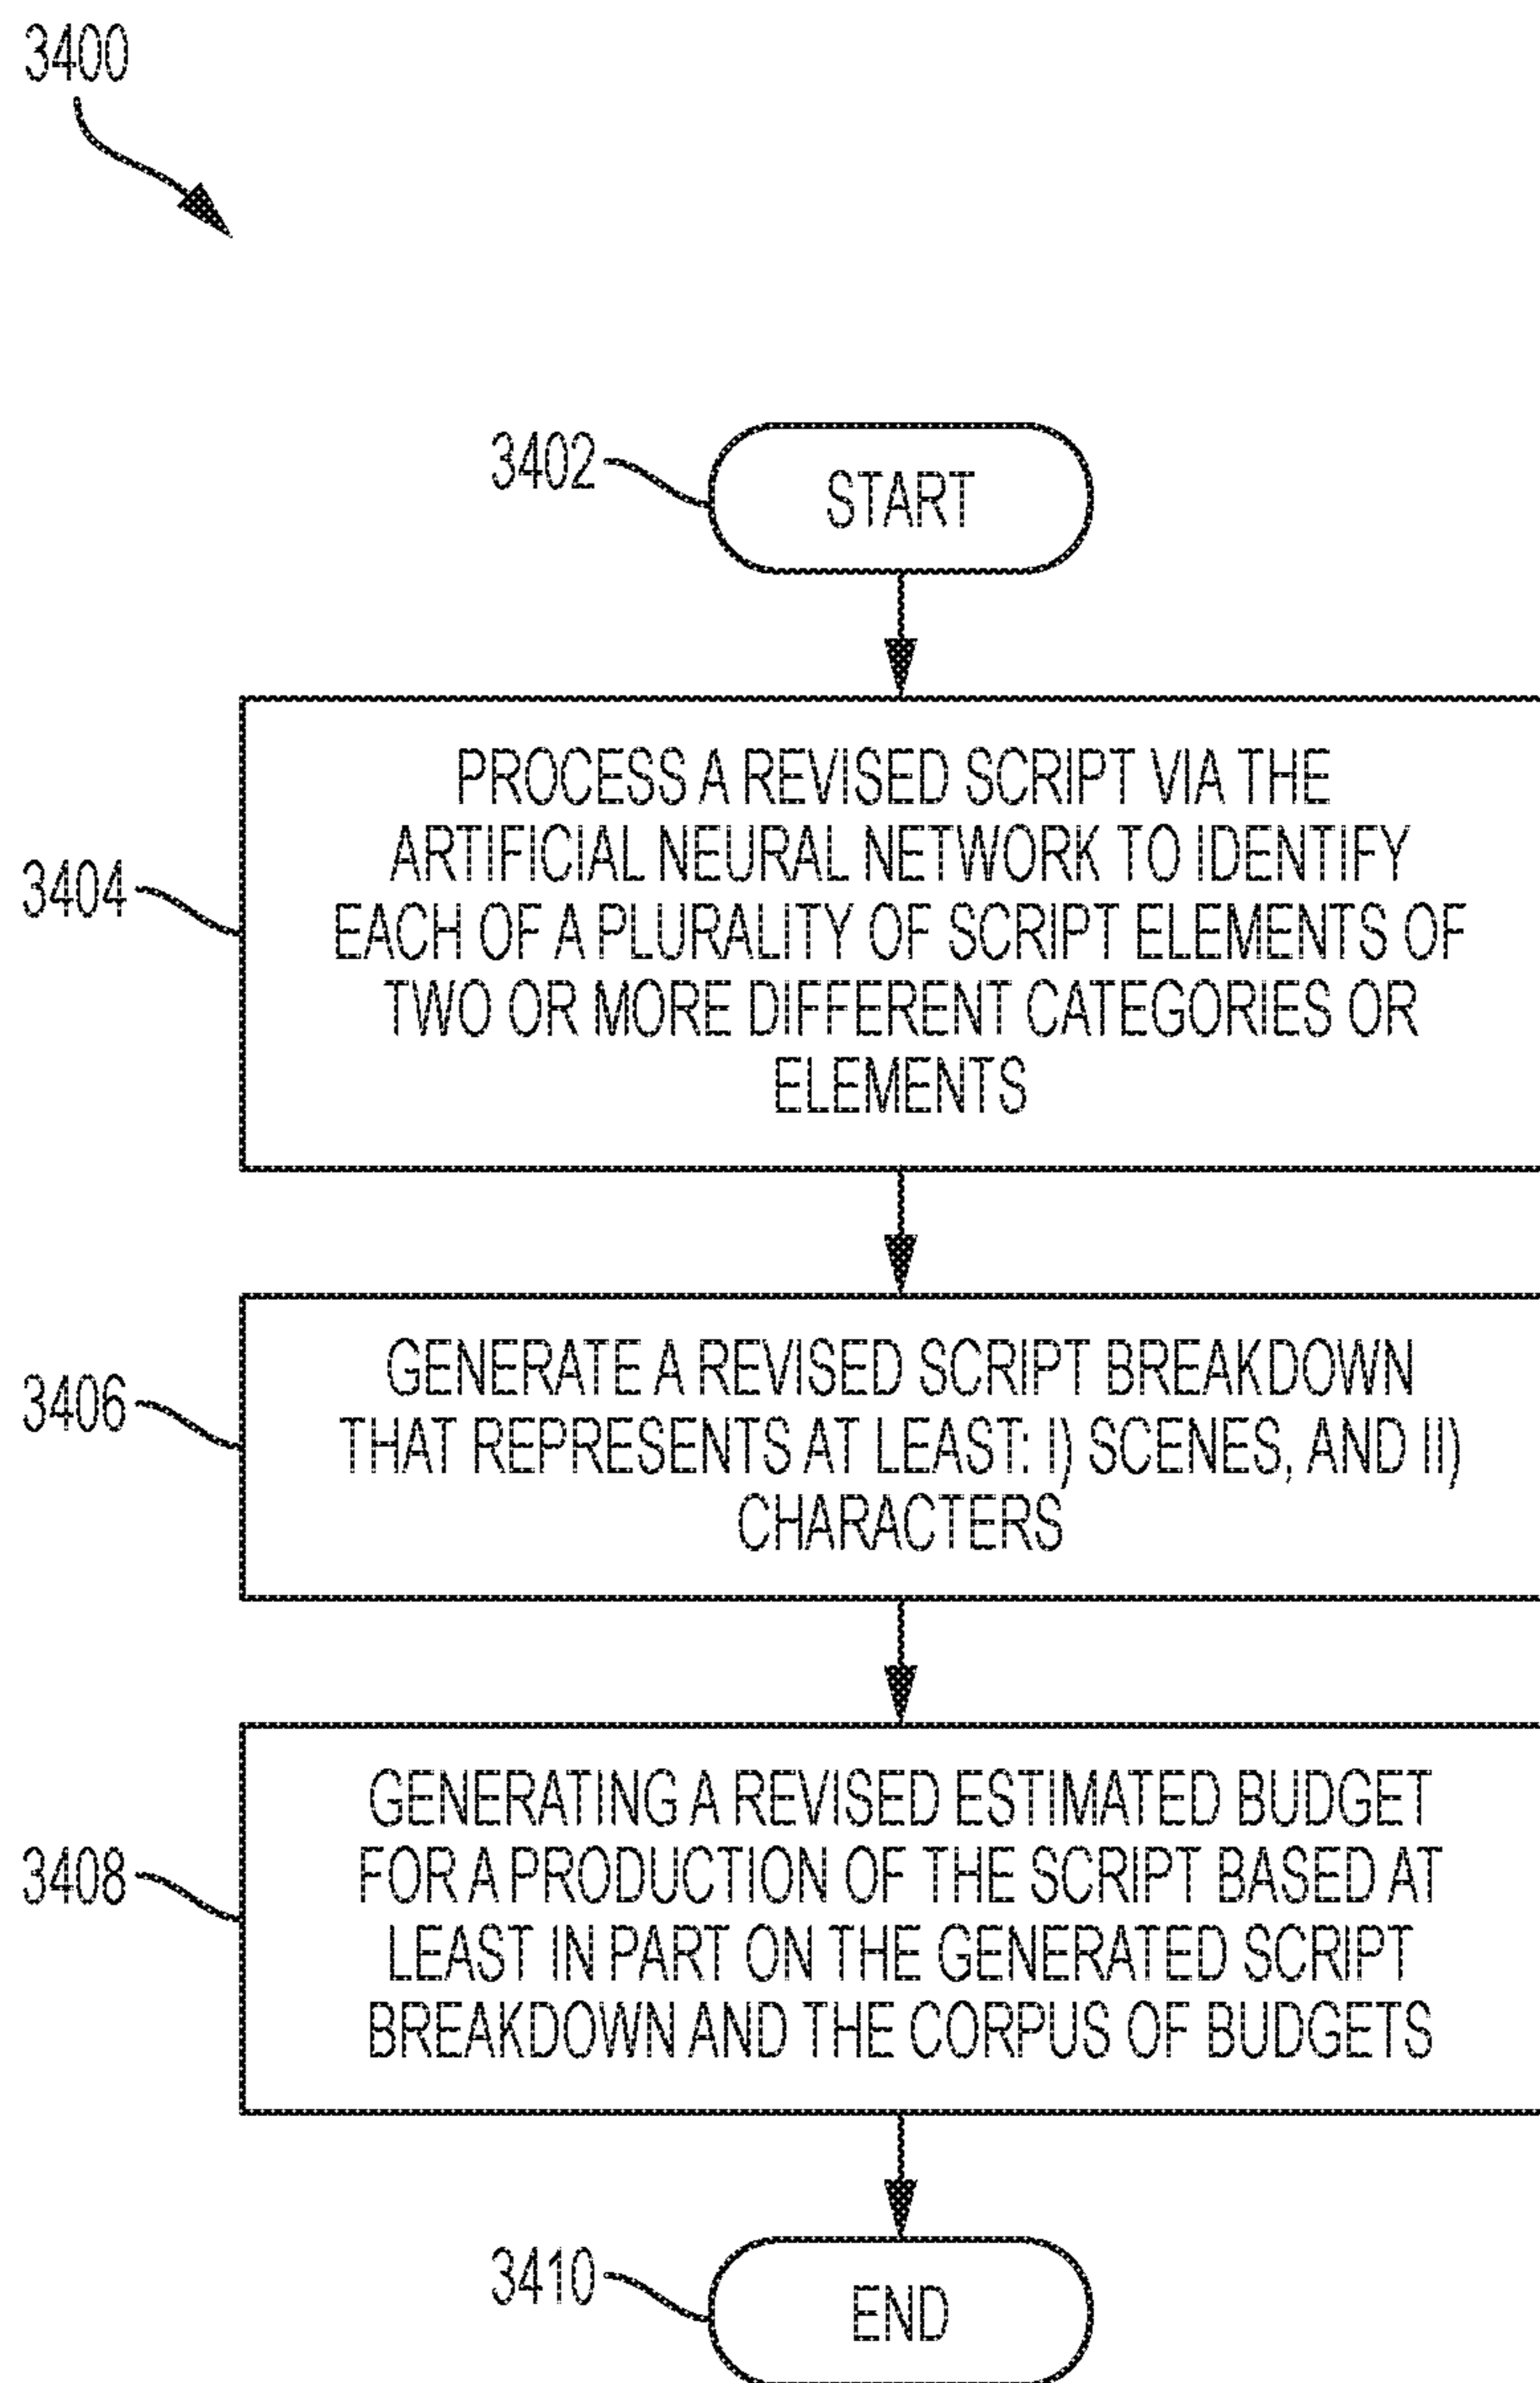 3400
3402
START
3404
PROCESS A REVISED SCRIPT VIA THE
ARTIFICIAL NEURAL NETWORK TO IDENTIFY
EACH OF A PLURALITY OF SCRIPT ELEMENTS OF
TWO OR MORE DIFFERENT CATEGORIES OR
ELEMENTS
3406
GENERATE A REVISED SCRIPT BREAKDOWN
THAT REPRESENTS AT LEAST: I) SCENES, AND II)
CHARACTERS
3408
GENERATING A REVISED ESTIMATED BUDGET
FOR A PRODUCTION OF THE SCRIPT BASED AT
LEAST IN PART ON THE GENERATED SCRIPT
BREAKDOWN AND THE CORPUS OF BUDGETS
3410
END